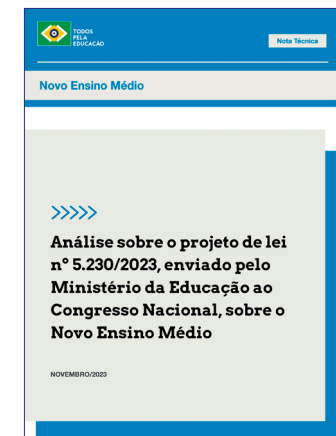 TODOS
PELA
EDUCAÇÃO
Nota Técnica
Novo Ensino Médio
>>>>>
Análise sobre o projeto de lei
nº 5.230/2023, enviado pelo
Ministério da Educação ao
Congresso Nacional, sobre o
Novo Ensino Médio
NOVEMBRO/2023